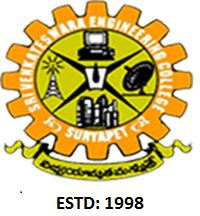 SRI VENKATESWARA ENGINEERING COLLEGE
SURYAPET
ESTD: 1998